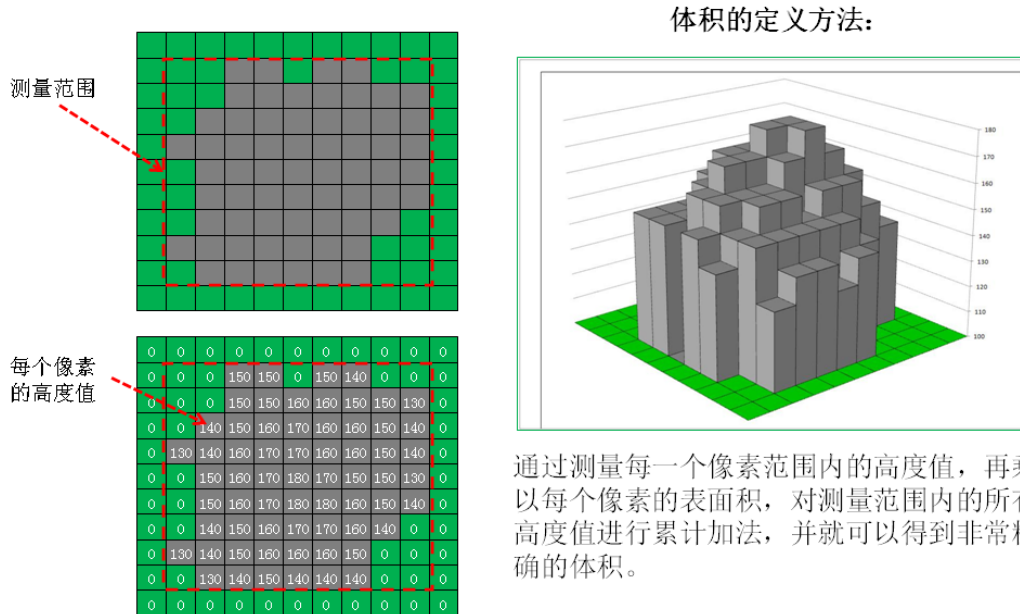 体积的定义方法:
测量范围
180
170
160
150
140
130
120
110
100
每个像素
的高度值
0 0 0 0 0 0 0 0 0 0 0
0 0 0 150 150 0 150 140 0 0 0
0 0 0 150 150 160 160 150 150 130 0
0 0 140 150 160 170 160 160 150 140 0
0 130 140 160 170 170 160 160 150 140 0
0 0 150 160 170 180 170 150 150 130 0
0 0 150 160 170 180 180 160 150 140 0
0 0 140 150 160 170 170 160 140 0 0
0 130 140 150 160 160 160 150 0 0 0
0 0 130 140 150 140 140 140 0 0 0
0 0 0 0 0 0 0 0 0 0 0
通过测量每一个像素范围内的高度值，再
以每个像素的表面积，对测量范围内的所
高度值进行累计加法，并就可以得到非常
确的体积。